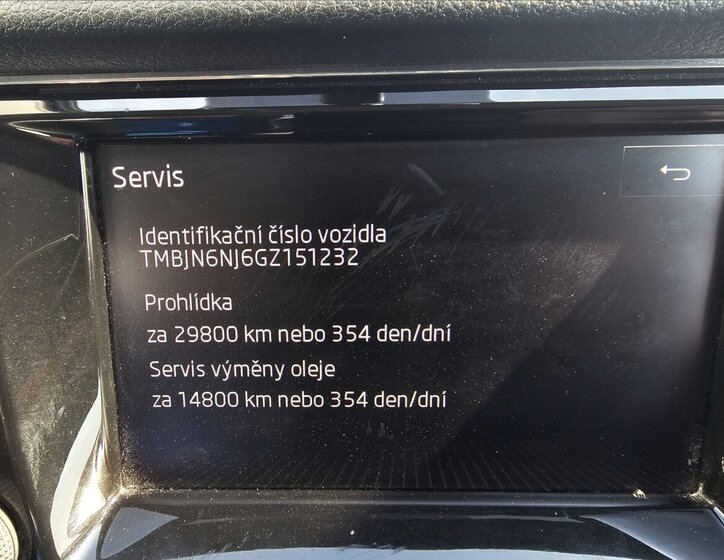 Servis
Identifikační číslo vozidla
TMBJN6NJ6GZ151232
Prohlídka
za 29800 km nebo 354 den/dní
Servis výměny oleje
za 14800 km nebo 354 den/dní